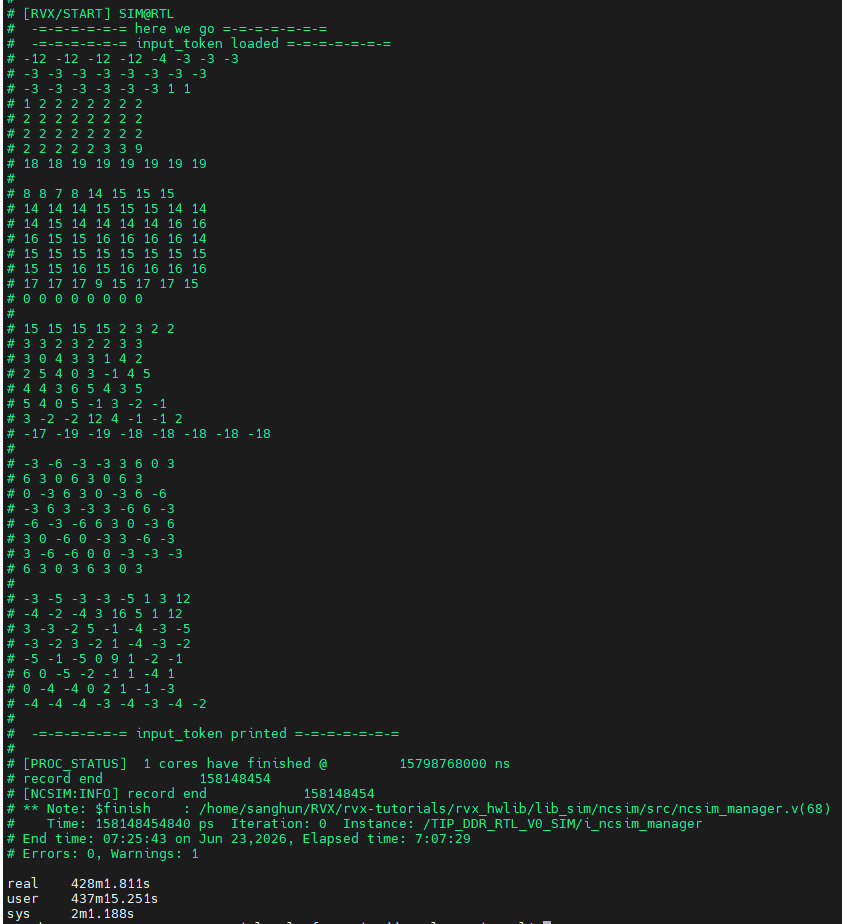 #
# [RVX/START] SIM@RTL
#  -=-=-=-=-=-= here we go =-=-=-=-=-=-=
#  -=-=-=-=-=-= input_token loaded =-=-=-=-=-=-=
# -12 -12 -12 -12 -4 -3 -3 -3
# -3 -3 -3 -3 -3 -3 -3 -3
# -3 -3 -3 -3 -3 -3 1 1
# 1 2 2 2 2 2 2 2
# 2 2 2 2 2 2 2 2
# 2 2 2 2 2 2 2 2
# 2 2 2 2 2 3 3 9
# 18 18 19 19 19 19 19 19
#
# 8 8 7 8 14 15 15 15
# 14 14 14 15 15 15 14 14
# 14 15 14 14 14 14 16 16
# 16 15 15 16 16 16 16 14
# 15 15 15 15 15 15 15 15
# 15 15 16 15 16 16 16 16
# 17 17 17 9 15 17 17 15
# 0 0 0 0 0 0 0 0
#
# 15 15 15 15 2 3 2 2
# 3 3 2 3 2 2 3 3
# 3 0 4 3 3 1 4 2
# 2 5 4 0 3 -1 4 5
# 4 4 3 6 5 4 3 5
# 5 4 0 5 -1 3 -2 -1
# 3 -2 -2 12 4 -1 -1 2
# -17 -19 -19 -18 -18 -18 -18 -18
#
# -3 -6 -3 -3 3 6 0 3
# 6 3 0 6 3 0 6 3
# 0 -3 6 3 0 -3 6 -6
# -3 6 3 -3 3 -6 6 -3
# -6 -3 -6 6 3 0 -3 6
# 3 0 -6 0 -3 3 -6 -3
# 3 -6 -6 0 0 -3 -3 -3
# 6 3 0 3 6 3 0 3
#
# -3 -5 -3 -3 -5 1 3 12
# -4 -2 -4 3 16 5 1 12
# 3 -3 -2 5 -1 -4 -3 -5
# -3 -2 3 -2 1 -4 -3 -2
# -5 -1 -5 0 9 1 -2 -1
# 6 0 -5 -2 -1 1 -4 1
# 0 -4 -4 0 2 1 -1 -3
# -4 -4 -4 -3 -4 -3 -4 -2
#
#  -=-=-=-=-=-= input_token printed =-=-=-=-=-=-=
#
# [PROC_STATUS]  1 cores have finished @         15798768000 ns
# record end            158148454
# [NCSIM:INFO] record end            158148454
# ** Note: $finish    : /home/sanghun/RVX/rvx-tutorials/rvx_hwlib/lib_sim/ncsim/src/ncsim_manager.v(68)
#    Time: 158148454840 ps  Iteration: 0  Instance: /TIP_DDR_RTL_V0_SIM/i_ncsim_manager
# End time: 07:25:43 on Jun 23,2026, Elapsed time: 7:07:29
# Errors: 0, Warnings: 1
real    428m1.811s
user    437m15.251s
sys     2m1.188s